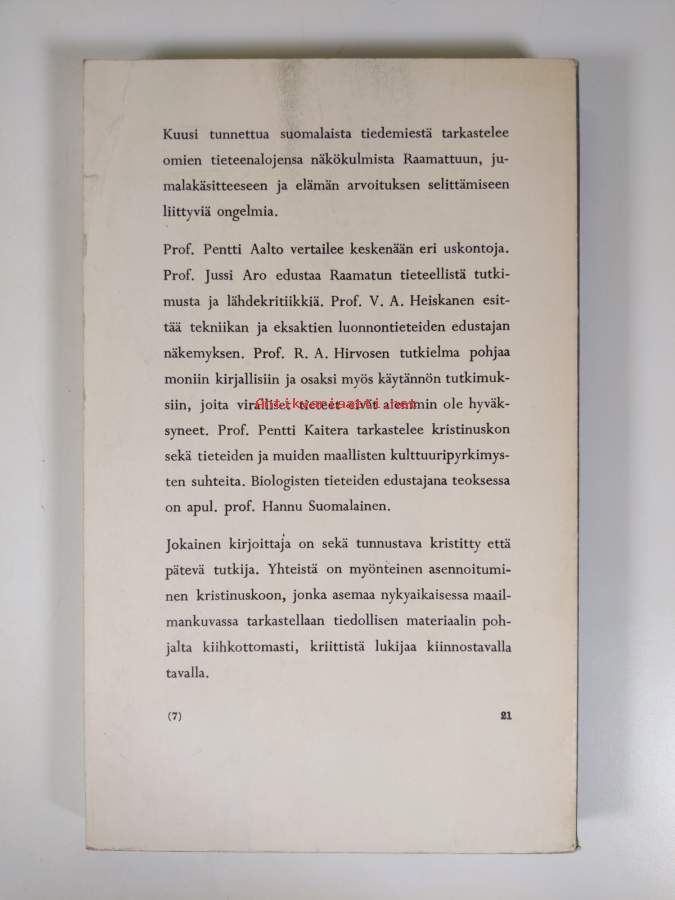 Kuusi tunnettua suomalaista tiedemiestä tarkastelee
omien tieteenalojensa näkökulmista Raamattuun, ju-
malakäsitteeseen ja elämän arvoituksen selittämiseen
liittyviä ongelmia.
Prof. Pentti Aalto vertailee keskenään eri uskontoja.
Prof. Jussi Aro edustaa Raamatun tieteellistä tutki-
musta ja lähdekritiikkiä. Prof. V. A. Heiskanen esit-
tää tekniikan ja eksaktien luonnontieteiden edustajan
näkemyksen. Prof. R. A. Hirvosen tutkielma pohjaa
moniin kirjallisiin ja osaksi myös käytännön tutkimuk-
siin, joita viralliset tieteet eivät aiemmin ole hyväk-
syneet. Prof. Pentti Kaitera tarkastelee kristinuskon
sekä tieteiden ja muiden maallisten kulttuuripyrkimys-
ten suhteita. Biologisten tieteiden edustajana teoksessa
on apul. prof. Hannu Suomalainen.
Jokainen kirjoittaja on sekä tunnustava kristitty että
pätevä tutkija. Yhteistä on myönteinen asennoitumi-
nen kristinuskoon, jonka asemaa nykyaikaisessa maail-
mankuvassa tarkastellaan tiedollisen materiaalin poh-
jalta kiihkottomasti, kriittistä lukijaa kiinnostavalla
tavalla.
(7) 21